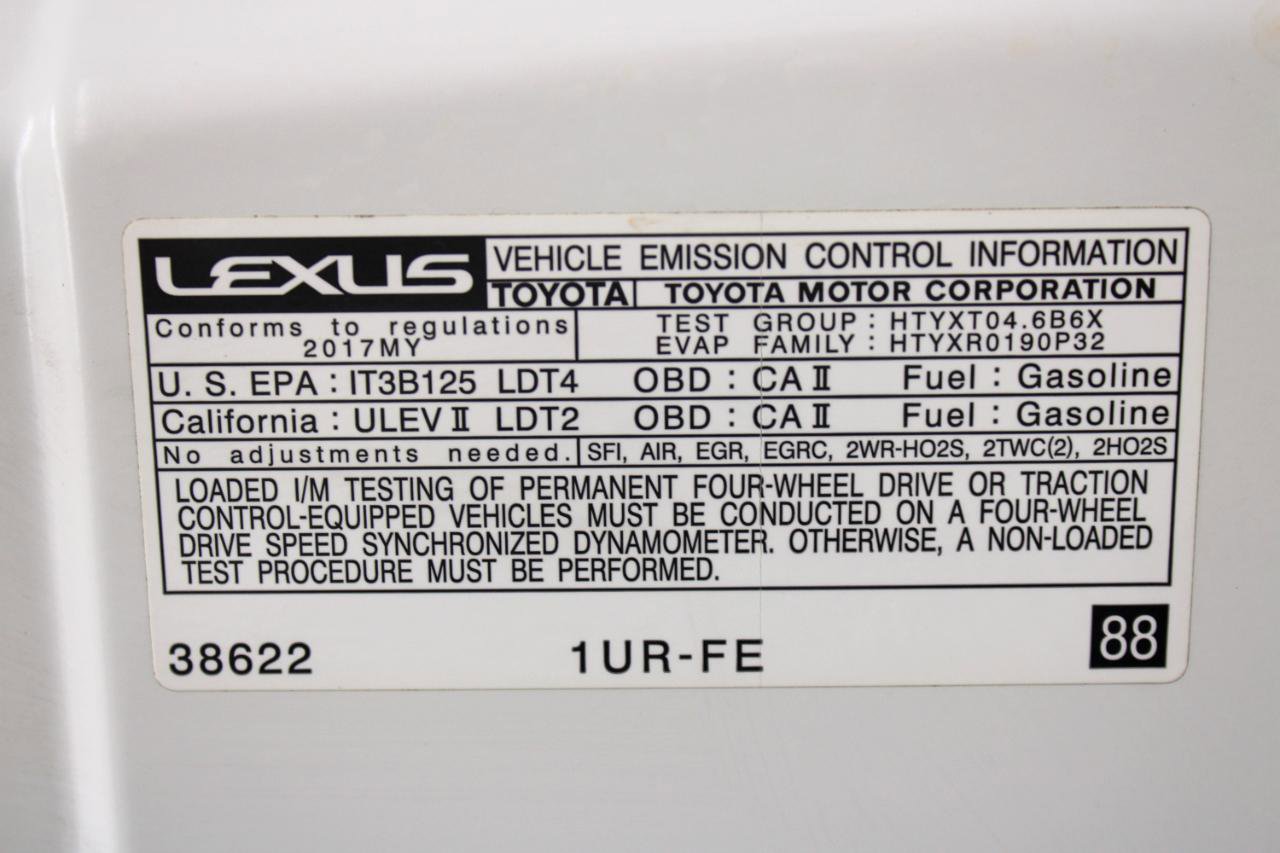 LEXUS VEHICLE EMISSION CONTROL INFORMATION
TOYOTA TOYOTA MOTOR CORPORATION
Conforms to regulations
2017MY
TEST GROUP : HTYXT04.6B6X
EVAP FAMILY : HTYXR0190P32
U. S. EPA : IT3B125 LDT4 OBD : CA II Fuel : Gasoline
California : ULEV II LDT2 OBD : CA II Fuel : Gasoline
No adjustments needed. SFI, AIR, EGR, EGRC, 2WR-HO2S, 2TWC(2), 2HO2S
LOADED I/M TESTING OF PERMANENT FOUR-WHEEL DRIVE OR TRACTION
CONTROL-EQUIPPED VEHICLES MUST BE CONDUCTED ON A FOUR-WHEEL
DRIVE SPEED SYNCHRONIZED DYNAMOMETER. OTHERWISE, A NON-LOADED
TEST PROCEDURE MUST BE PERFORMED.
38622 1UR-FE 88